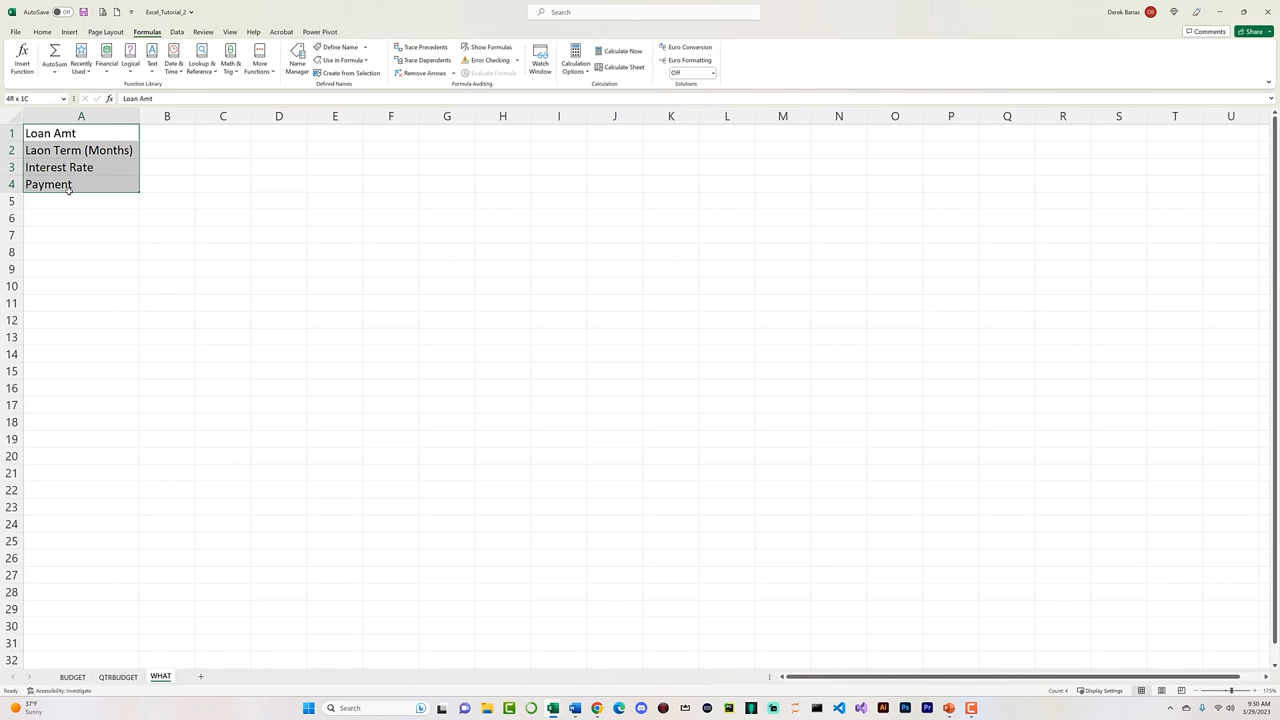 AutoSave Off Excel_Tutorial_2 Search Derek Banas DB
File Home Insert Page Layout Formulas Data Review View Help Acrobat Power Pivot Comments Share
Insert Function AutoSum Recently Used Financial Logical Text Date & Time Lookup & Reference Math & Trig More Functions
Function Library
Name Manager Define Name Use in Formula Create from Selection
Defined Names
Trace Precedents Show Formulas
Trace Dependents Error Checking
Remove Arrows Evaluate Formula
Formula Auditing
Watch Window
Calculation Options Calculate Now Calculate Sheet
Calculation
Euro Conversion
Euro Formatting
Off
Solutions
4R x 1C fx Loan Amt
A B C D E F G H I J K L M N O P Q R S T U
1 Loan Amt
2 Laon Term (Months)
3 Interest Rate
4 Payment
5
6
7
8
9
10
11
12
13
14
15
16
17
18
19
20
21
22
23
24
25
26
27
28
29
30
31
32
BUDGET QTRBUDGET WHAT
Ready Accessibility: Investigate Count: 4 Display Settings 175%
37°F
Sunny
Search
9:50 AM
3/29/2023